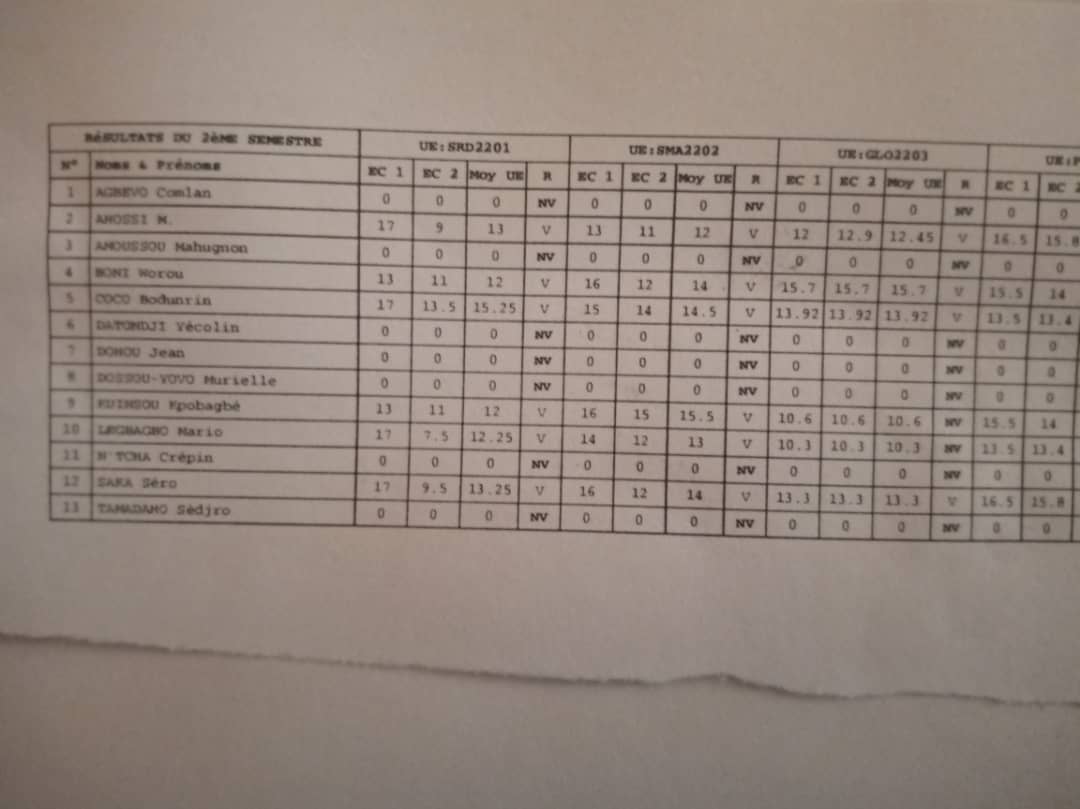 RéSULTATS DU 2èME SEMESTRE UE:SRD2201 UE:SMA2202 UE:GLO2203 UE:
N° Noms & Prénoms EC 1 EC 2 Moy UE R EC 1 EC 2 Moy UE R EC 1 EC 2 Moy UE R EC 1 EC
1 AGBEVO Comlan 0 0 0 NV 0 0 0 NV 0 0 0 NV 0 0
2 AHOSSI M. 17 9 13 V 13 11 12 V 12 12.9 12.45 V 16.5 15.8
3 AMOUSSOU Mahugnon 0 0 0 NV 0 0 0 NV 0 0 0 NV 0 0
4 BONI Worou 13 11 12 V 16 12 14 V 15.7 15.7 15.7 V 15.5 14
5 COCO Bodunrin 17 13.5 15.25 V 15 14 14.5 V 13.92 13.92 13.92 V 13.5 13.4
6 DATONDJI Yécolin 0 0 0 NV 0 0 0 NV 0 0 0 NV 0 0
7 Jean 0 0 0 NV 0 0 0 NV 0 0 0 NV 0 0
8 DOSSOU-YOVO Murielle 0 0 0 NV 0 0 0 NV 0 0 0 NV 0 0
9 KUINSOU Kpobagbé 13 11 12 V 16 15 15.5 V 10.6 10.6 10.6 NV 15.5 14
10 LEGBAGBO Mario 17 7.5 12.25 V 14 12 13 V 10.3 10.3 10.3 NV 13.5 13.4
11 N TCHA Crépin 0 0 0 NV 0 0 0 NV 0 0 0 NV 0 0
12 SAKA Séro 17 9.5 13.25 V 16 12 14 V 13.3 13.3 13.3 V 16.5 15.8
13 TAMADAHO Sèdjro 0 0 0 NV 0 0 0 NV 0 0 0 NV 0 0